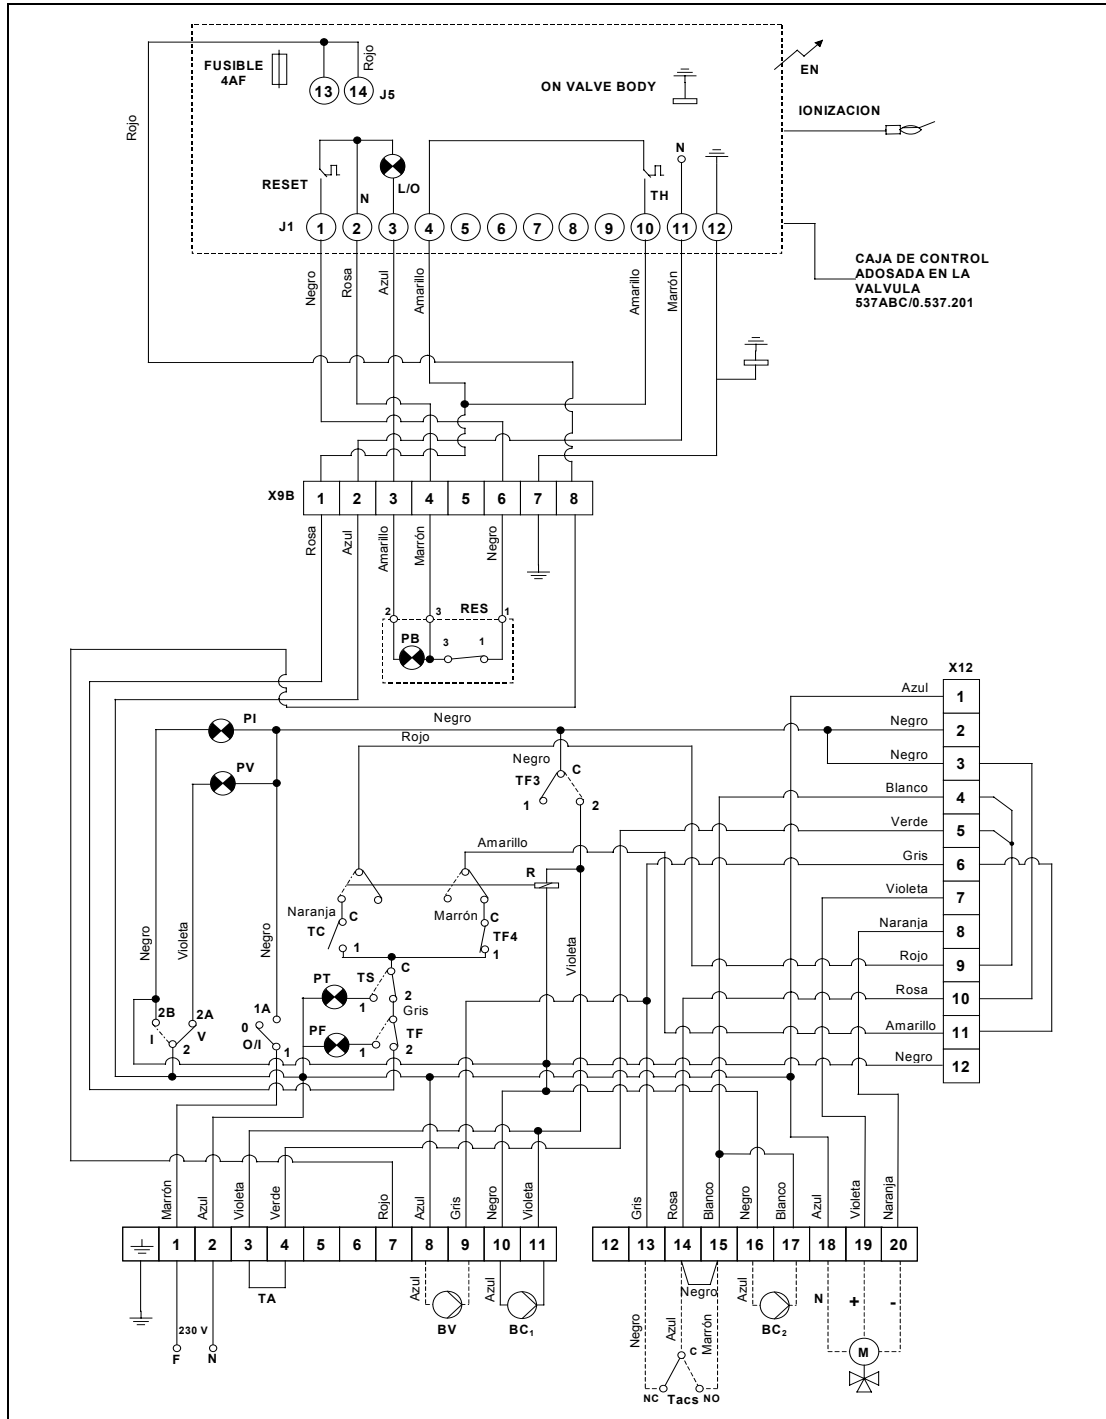 FUSIBLE
4AF
Rojo
13
14
J5
ON VALVE BODY
EN
IONIZACION
Rojo
RESET
N
L/O
TH
N
J1
1
2
3
4
5
6
7
8
9
10
11
12
CAJA DE CONTROL
ADOSADA EN LA
VALVULA
537ABC/0.537.201
Negro
Rosa
Azul
Amarillo
Amarillo
Marrón
X9B
1
2
3
4
5
6
7
8
Rosa
Azul
Amarillo
Marrón
Negro
2
3
RES
1
PB
3
1
X12
Azul
1
PI
Negro
Negro
2
Rojo
Negro
3
PV
Negro
C
TF3
1
2
Blanco
4
Verde
5
Amarillo
Gris
6
R
Violeta
7
Naranja
C
TC
1
Marrón
C
TF4
1
Naranja
8
Negro
Violeta
Negro
Violeta
Rojo
9
PT
TS
C
1
2
Gris
Rosa
10
2B
I
2A
V
2
1A
0
O/I
1
PF
1
TF
2
Amarillo
11
Negro
12
Marrón
Azul
Violeta
Verde
Rojo
Azul
Gris
Negro
Violeta
Gris
Rosa
Blanco
Negro
Blanco
Azul
Violeta
Naranja
1
2
3
4
5
6
7
8
9
10
11
12
13
14
15
16
17
18
19
20
TA
Azul
BV
Azul
BC1
230 V
F
N
Negro
Negro
Azul
Marrón
C
NC
Tacs
NO
Azul
BC2
N
+
-
M